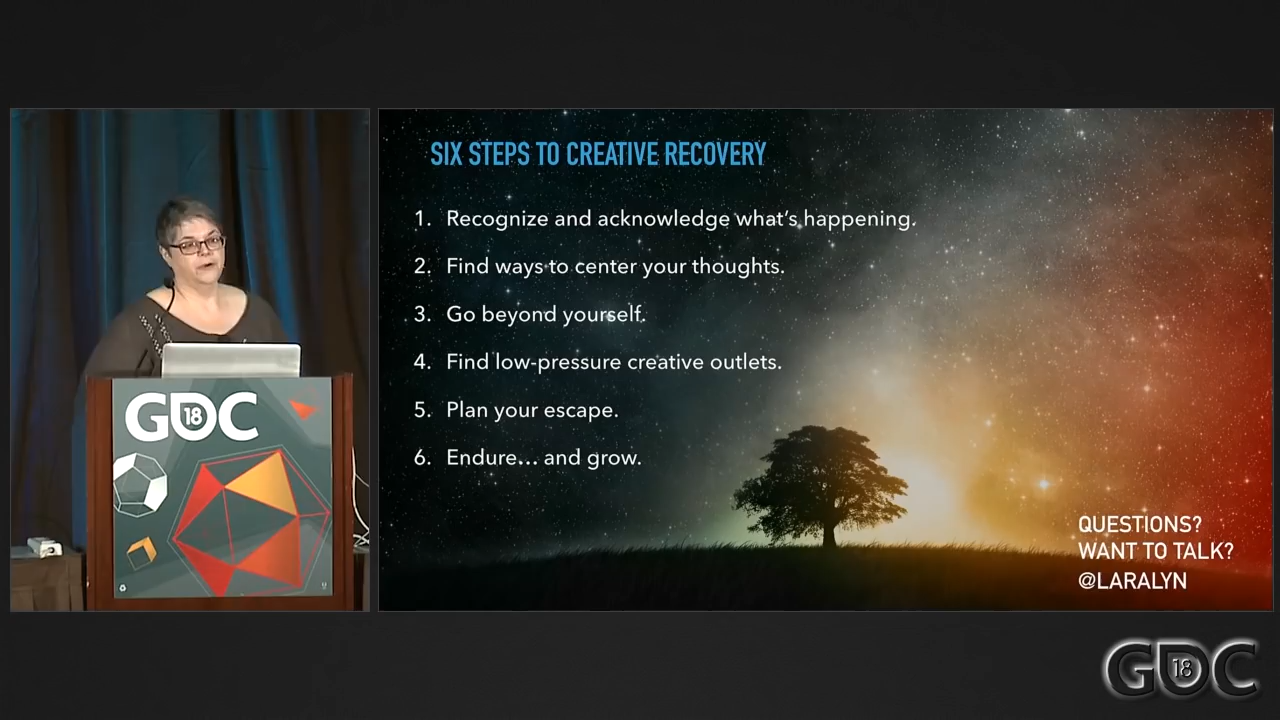 SIX STEPS TO CREATIVE RECOVERY
1. Recognize and acknowledge what's happening.
2. Find ways to center your thoughts.
3. Go beyond yourself.
4. Find low-pressure creative outlets.
5. Plan your escape.
6. Endure... and grow.
QUESTIONS?
WANT TO TALK?
@LARALYN
GDC 18
GDC 18